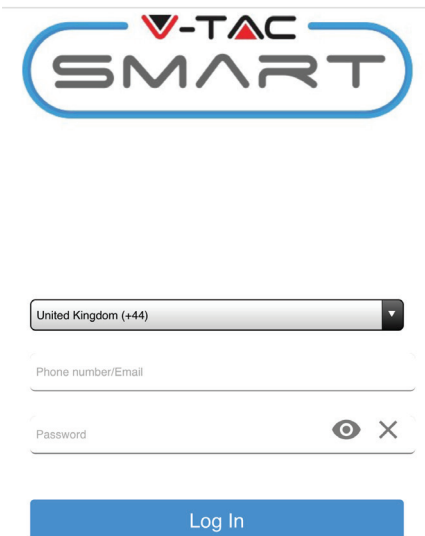 V-TAC
SMART
United Kingdom (+44)
Phone number/Email
Password
Log In